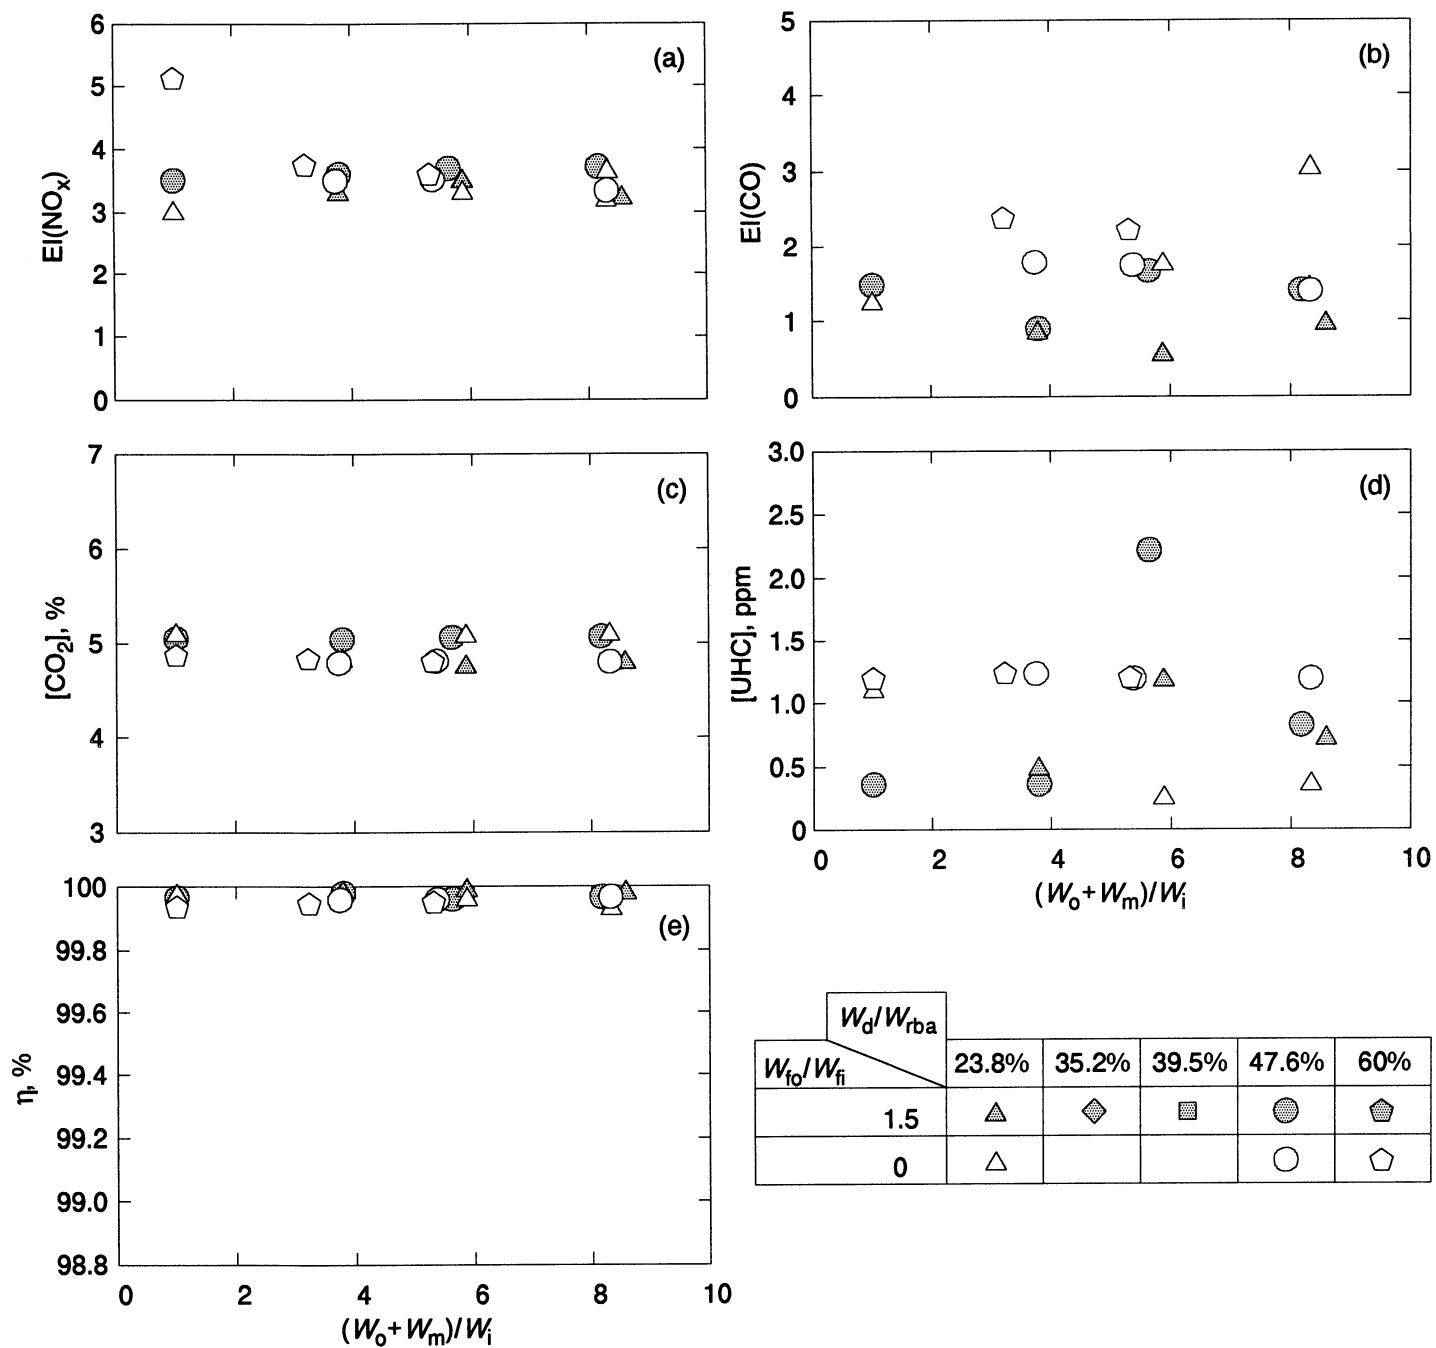 (a)
EI(NOx)
6
5
4
3
2
1
0
(b)
EI(CO)
5
4
3
2
1
0
(c)
[CO2], %
7
6
5
4
3
(d)
[UHC], ppm
3.0
2.5
2.0
1.5
1.0
0.5
0
0 2 4 6 8 10
(Wo+Wm)/Wi
(e)
η, %
100
99.8
99.6
99.4
99.2
99.0
98.8
0 2 4 6 8 10
(Wo+Wm)/Wi
Wd/Wrba
Wfo/Wfi 23.8% 35.2% 39.5% 47.6% 60%
1.5
0